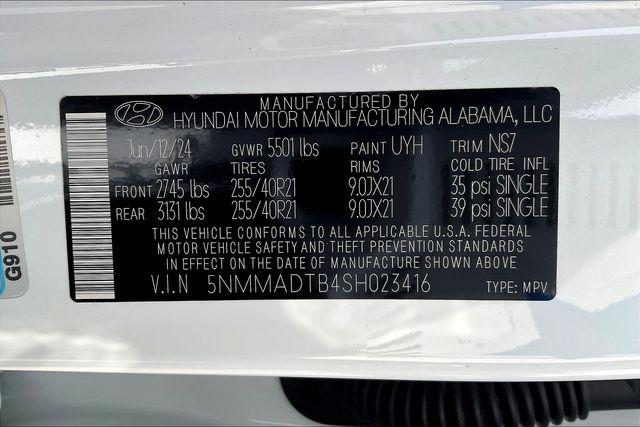 MANUFACTURED BY
HYUNDAI MOTOR MANUFACTURING ALABAMA, LLC
Jun/12/24 GVWR 5501 lbs PAINT UYH TRIM NS7
GAWR TIRES RIMS COLD TIRE INFL
FRONT 2745 lbs 255/40R21 9.0JX21 35 psi SINGLE
REAR 3131 lbs 255/40R21 9.0JX21 39 psi SINGLE
THIS VEHICLE CONFORMS TO ALL APPLICABLE U.S.A. FEDERAL
MOTOR VEHICLE SAFETY AND THEFT PREVENTION STANDARDS
IN EFFECT ON THE DATE OF MANUFACTURE SHOWN ABOVE
V.I.N 5NMMADTB4SH023416 TYPE: MPV
G910